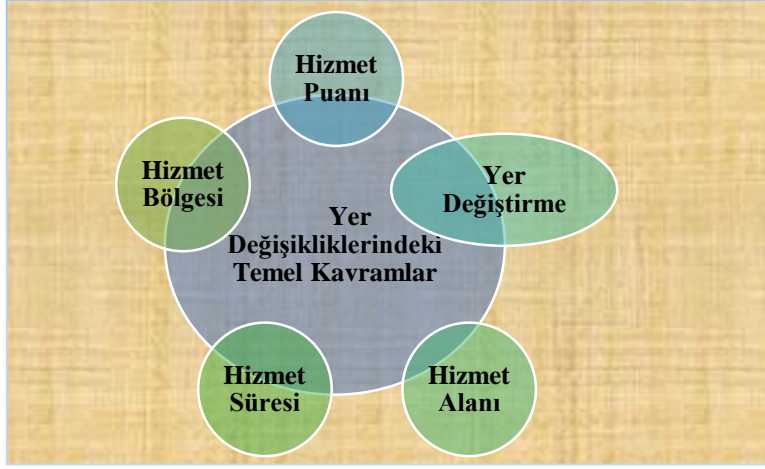 Hizmet
Puanı
Hizmet
Bölgesi
Yer
Değiştirme
Yer
Değişikliklerindeki
Temel Kavramlar
Hizmet
Süresi
Hizmet
Alanı